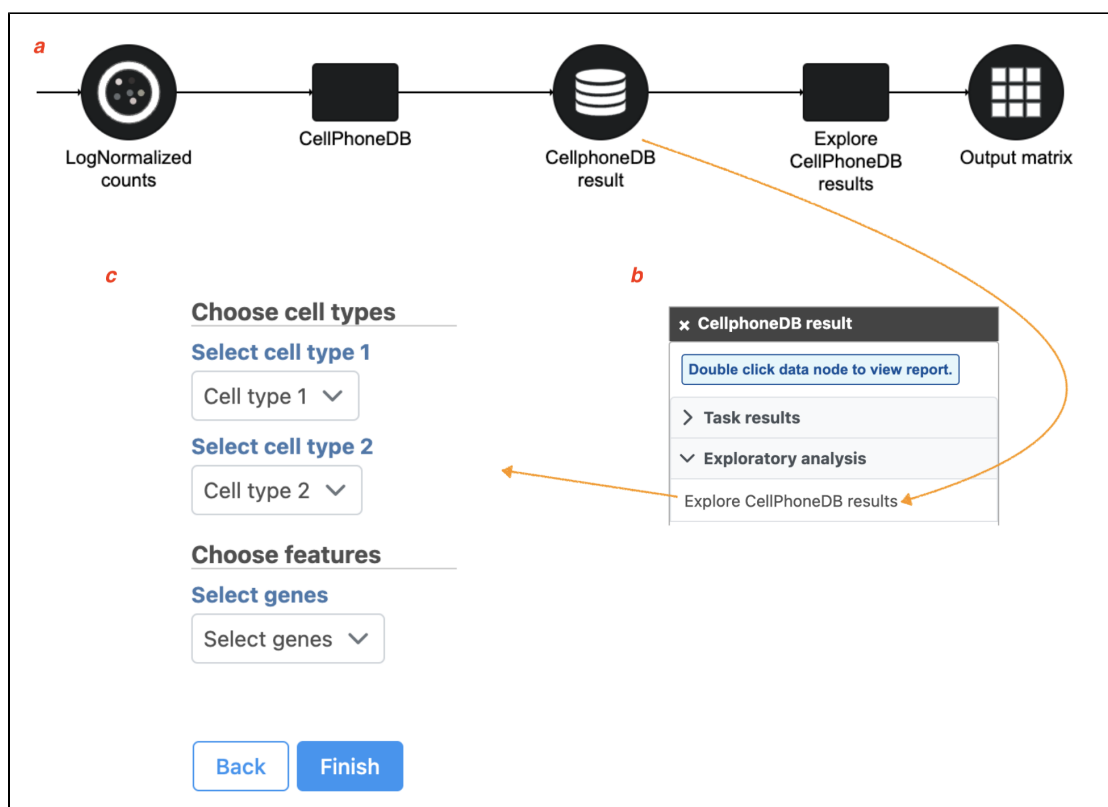 a
LogNormalized
counts
CellPhoneDB
CellphoneDB
result
Explore
CellPhoneDB
results
Output matrix
c
Choose cell types
Select cell type 1
Cell type 1
Select cell type 2
Cell type 2
Choose features
Select genes
Select genes
Back
Finish
b
× CellphoneDB result
Double click data node to view report.
Task results
Exploratory analysis
Explore CellPhoneDB results